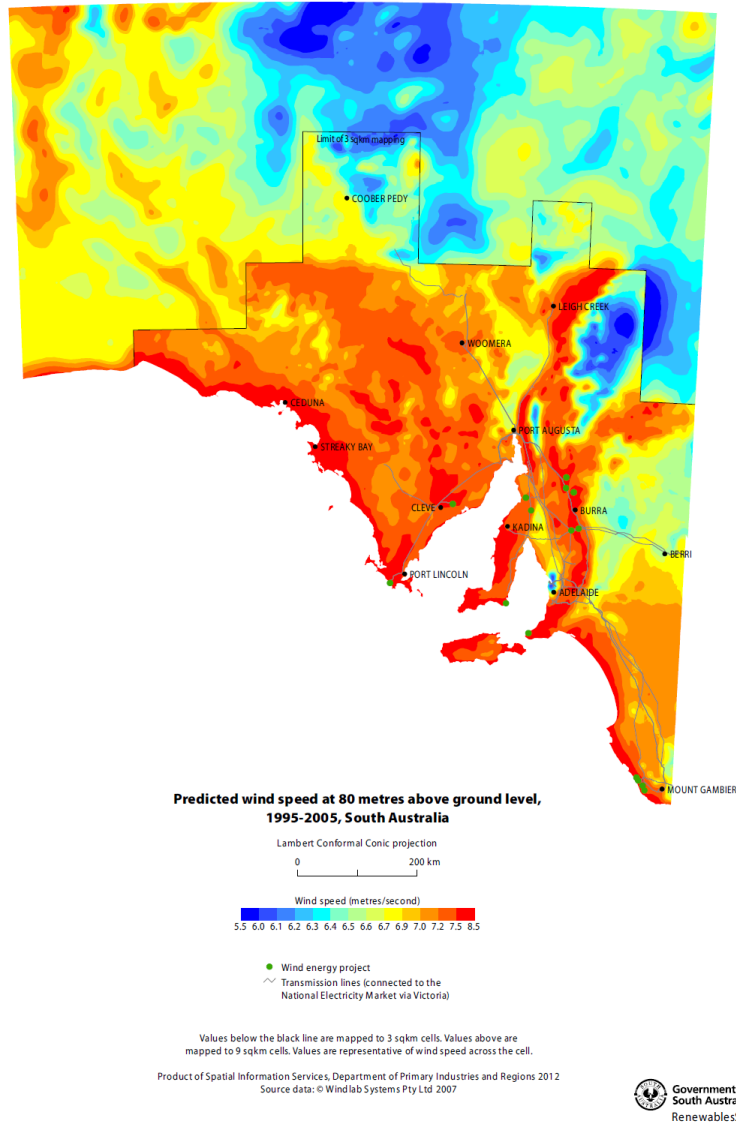 Limit of 3 sqkm mapping
COOBER PEDY
LEIGH CREEK
WOOMERA
CEDUNA
PORT AUGUSTA
STREAKY BAY
CLEVE
BURRA
KADINA
BERRI
PORT LINCOLN
ADELAIDE
MOUNT GAMBIER
Predicted wind speed at 80 metres above ground level,
1995-2005, South Australia
Lambert Conformal Conic projection
0 200 km
Wind speed (metres/second)
5.5 6.0 6.1 6.2 6.3 6.4 6.5 6.6 6.7 6.9 7.0 7.2 7.5 8.5
Wind energy project
Transmission lines (connected to the
National Electricity Market via Victoria)
Values below the black line are mapped to 3 sqkm cells. Values above are
mapped to 9 sqkm cells. Values are representative of wind speed across the cell.
Product of Spatial Information Services, Department of Primary Industries and Regions 2012
Source data: © Windlab Systems Pty Ltd 2007
Government
South Austra
Renewables